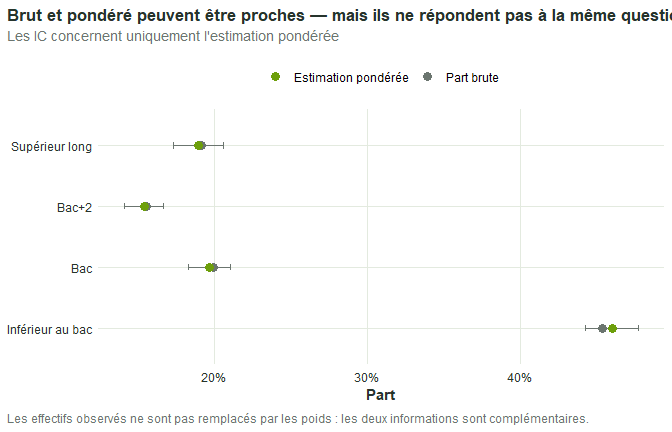 Brut et pondéré peuvent être proches — mais ils ne répondent pas à la même
Les IC concernent uniquement l'estimation pondérée
Estimation pondérée Part brute
Supérieur long
Bac+2
Bac
Inférieur au bac
20% 30% 40%
Part
Les effectifs observés ne sont pas remplacés par les poids : les deux informations sont complémentaires.